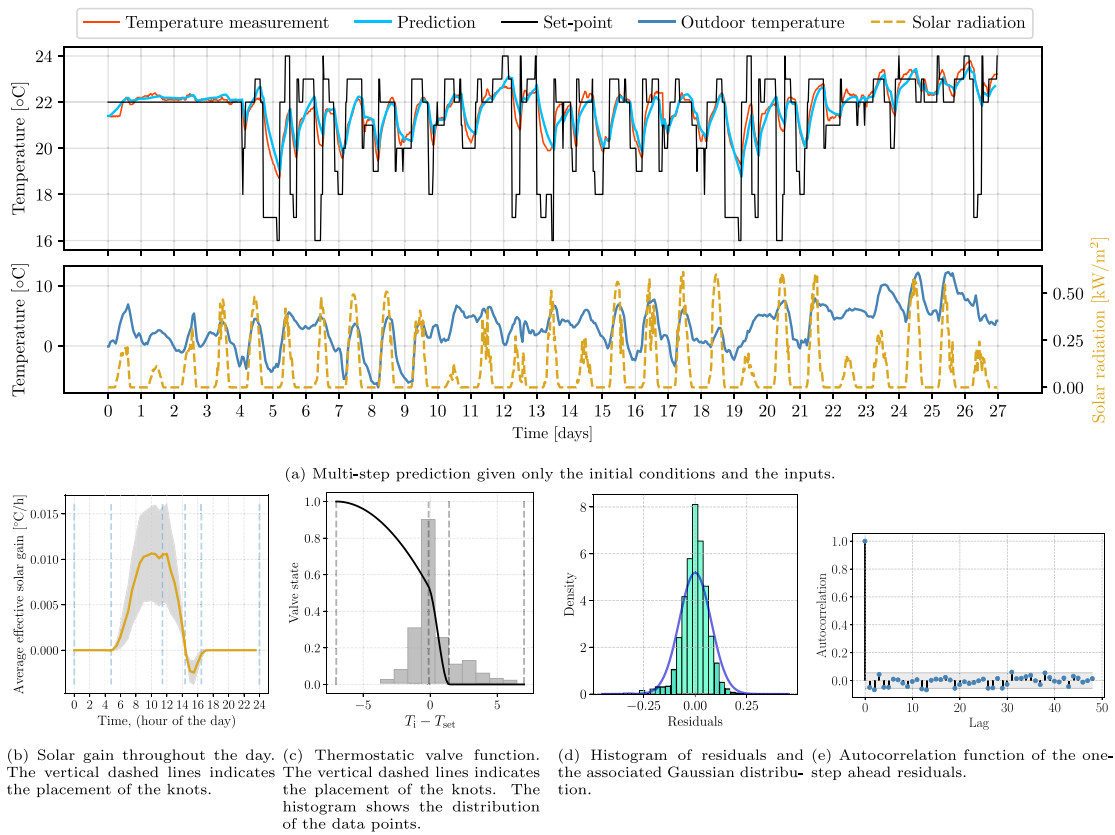 Temperature measurement Prediction Set-point Outdoor temperature Solar radiation
Temperature [∘C]
24
22
20
18
16
Temperature [∘C]
10
0
Solar radiation [kW/m²]
0.50
0.25
0.00
0 1 2 3 4 5 6 7 8 9 10 11 12 13 14 15 16 17 18 19 20 21 22 23 24 25 26 27
Time [days]
(a) Multi-step prediction given only the initial conditions and the inputs.
Average effective solar gain [°C/h]
0.015
0.010
0.005
0.000
0 2 4 6 8 10 12 14 16 18 20 22 24
Time, (hour of the day)
(b) Solar gain throughout the day.
The vertical dashed lines indicates
the placement of the knots.
Valve state
1.0
0.8
0.6
0.4
0.2
0.0
−5 0 5
Ti − Tset
(c) Thermostatic valve function.
The vertical dashed lines indicates
the placement of the knots. The
histogram shows the distribution
of the data points.
Density
8
6
4
2
0
−0.25 0.00 0.25
Residuals
(d) Histogram of residuals and
the associated Gaussian distribu-
tion.
Autocorrelation
1.0
0.8
0.6
0.4
0.2
0.0
0 10 20 30 40 50
Lag
(e) Autocorrelation function of the one-
step ahead residuals.